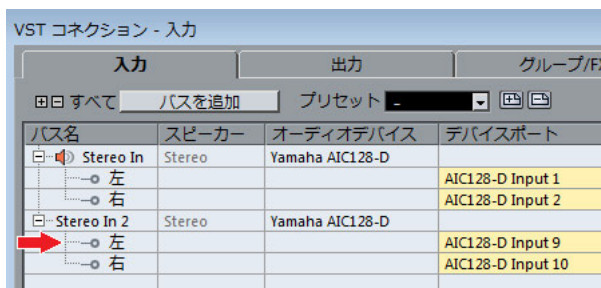 VST コネクション - 入力
入力 出力 グループ/F
すべて バスを追加 プリセット -
バス名 スピーカー オーディオデバイス デバイスポート
Stereo In Stereo Yamaha AIC128-D
左 AIC128-D Input 1
右 AIC128-D Input 2
Stereo In 2 Stereo Yamaha AIC128-D
左 AIC128-D Input 9
右 AIC128-D Input 10